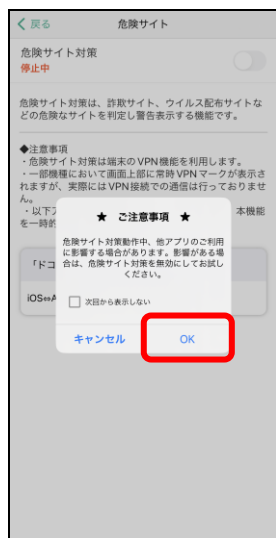 戻る
危険サイト
危険サイト対策
停止中
危険サイト対策は、詐欺サイト、ウイルス配布サイトな
どの危険なサイトを判定し警告表示する機能です。
◆注意事項
・危険サイト対策は端末のVPN機能を利用します。
・一部機種において画面上部に常時VPNマークが表示さ
れますが、実際にはVPN接続での通信は行っておりませ
ん。
・以下 本機能
を一時的
★ ご注意事項 ★
危険サイト対策動作中、他アプリのご利用
に影響する場合があります。影響がある場
合は、危険サイト対策を無効にしてお試し
ください。
次回から表示しない
キャンセル
OK
「ドコ
iOS⇔A